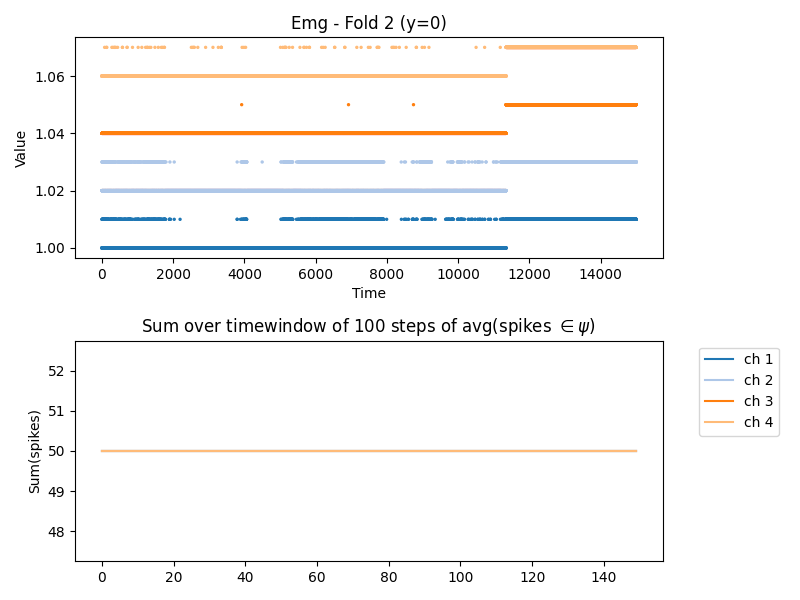 Emg - Fold 2 (y=0)
Value
1.06
1.04
1.02
1.00
0 2000 4000 6000 8000 10000 12000 14000
Time
Sum over timewindow of 100 steps of avg(spikes ∈ψ)
Sum(spikes)
52
51
50
49
48
0 20 40 60 80 100 120 140
ch 1
ch 2
ch 3
ch 4